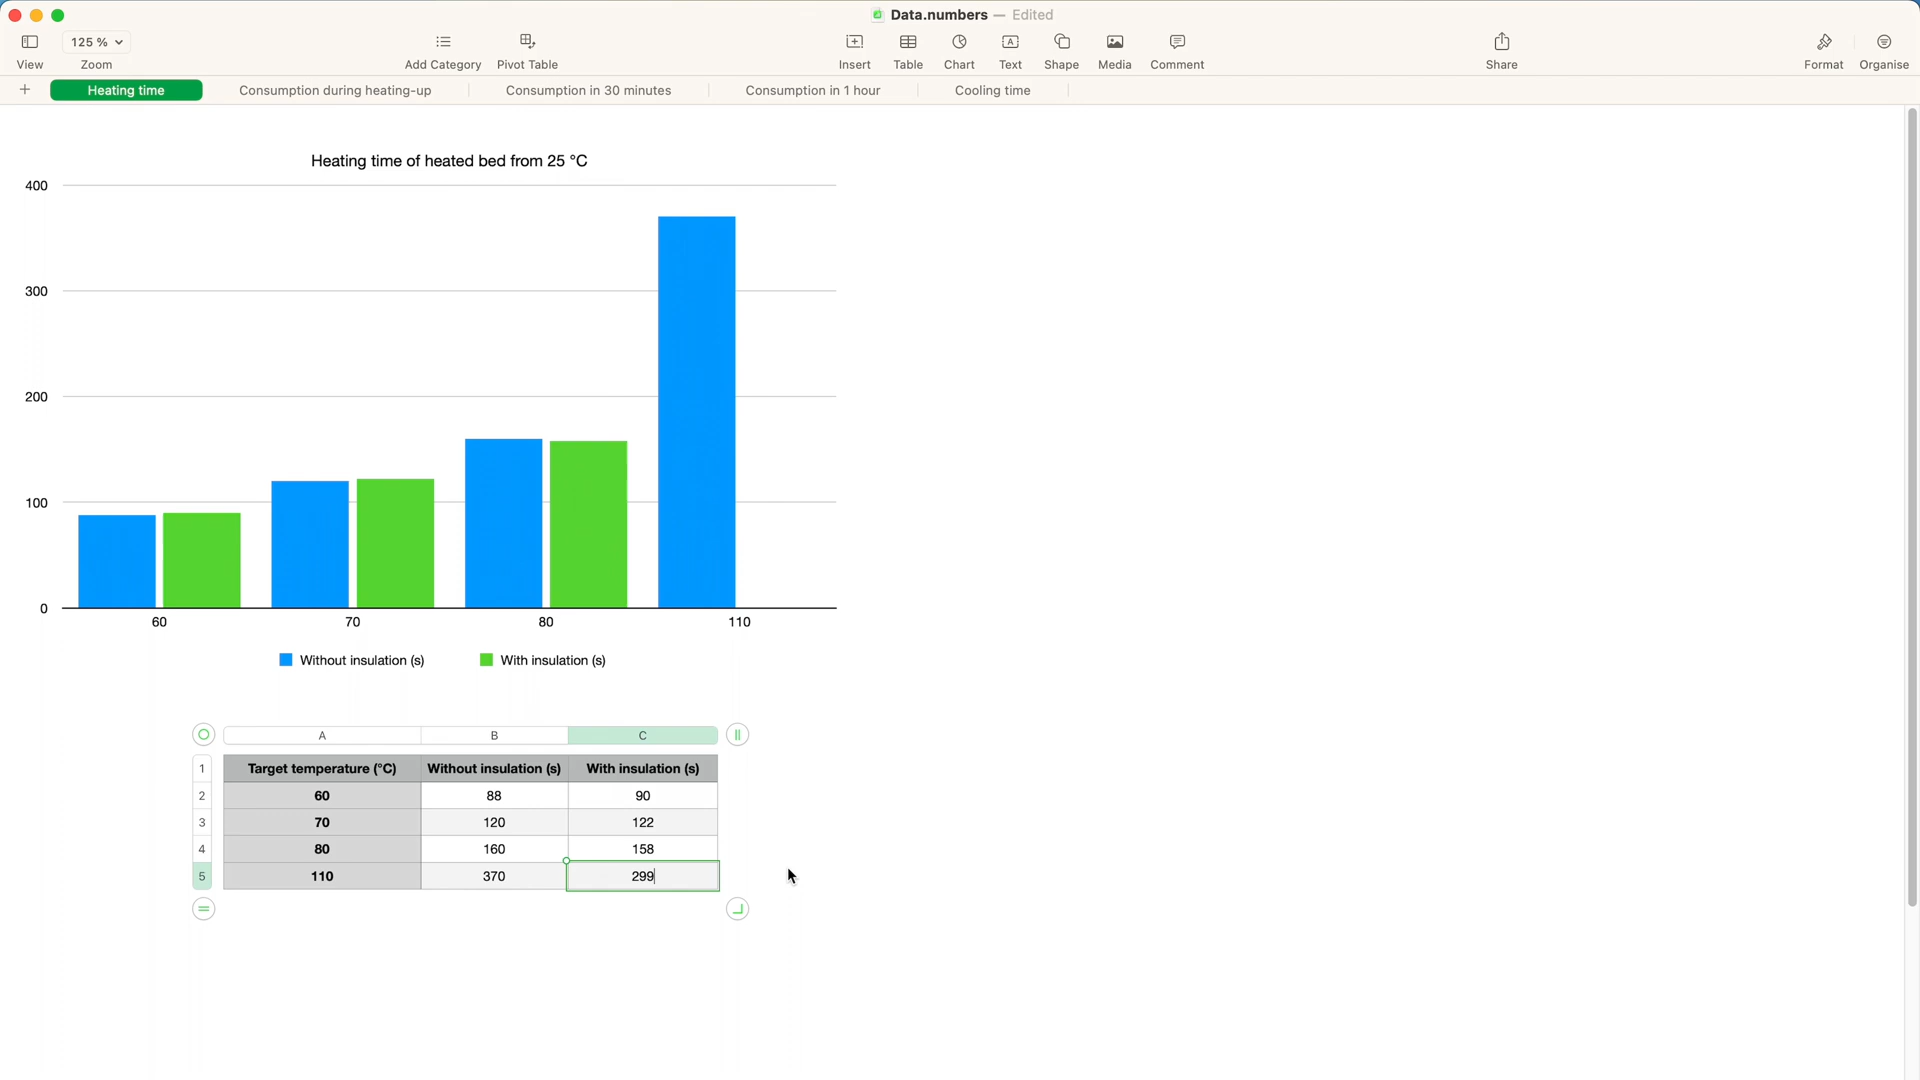 Data.numbers — Edited
125 %
View
Zoom
Add Category
Pivot Table
Insert
Table
Chart
Text
Shape
Media
Comment
Share
Format
Organise
Heating time
Consumption during heating-up
Consumption in 30 minutes
Consumption in 1 hour
Cooling time
Heating time of heated bed from 25 °C
400
300
200
100
0
60 70 80 110
Without insulation (s) With insulation (s)
A B C
1 Target temperature (°C) Without insulation (s) With insulation (s)
2 60 88 90
3 70 120 122
4 80 160 158
5 110 370 299